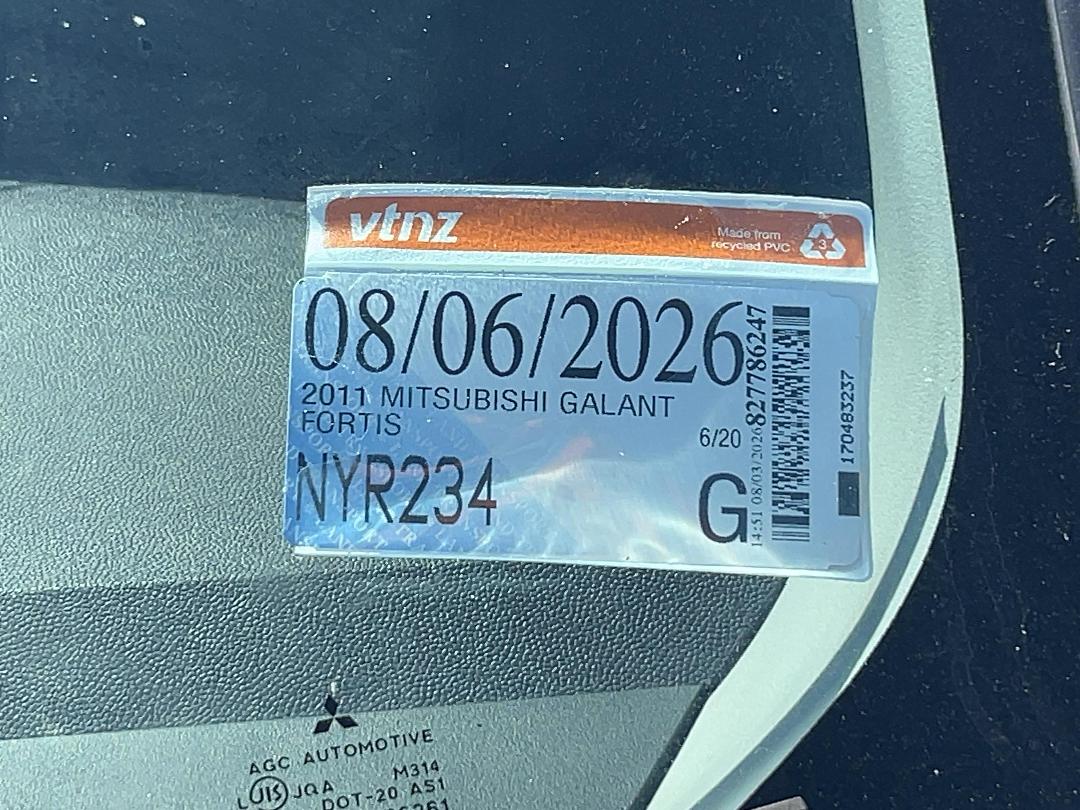 vtnz
Made from
recycled PVC
3
08/06/2026
2011 MITSUBISHI GALANT
FORTIS
6/20
NYR234
G
14:51 08/03/2026 827786247
170483237
AGC AUTOMOTIVE
JIS JQA M314
DOT-20 AS1